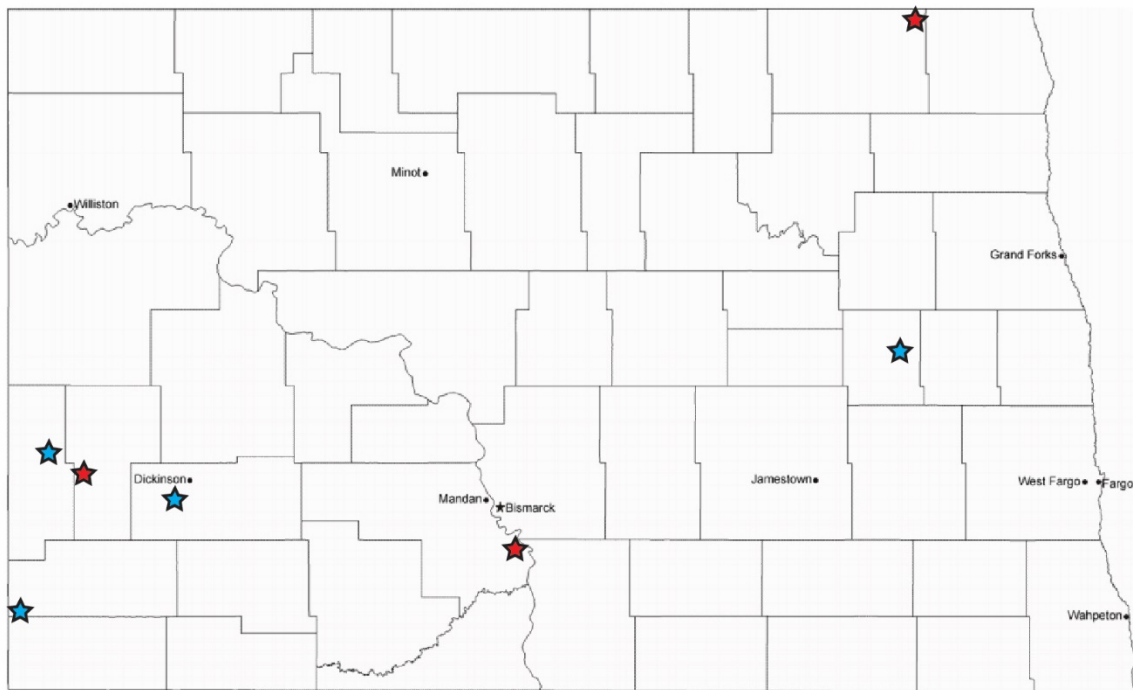 Minot
Williston
Grand Forks
Dickinson
Jamestown
West Fargo
Fargo
Mandan
Bismarck
Wahpeton